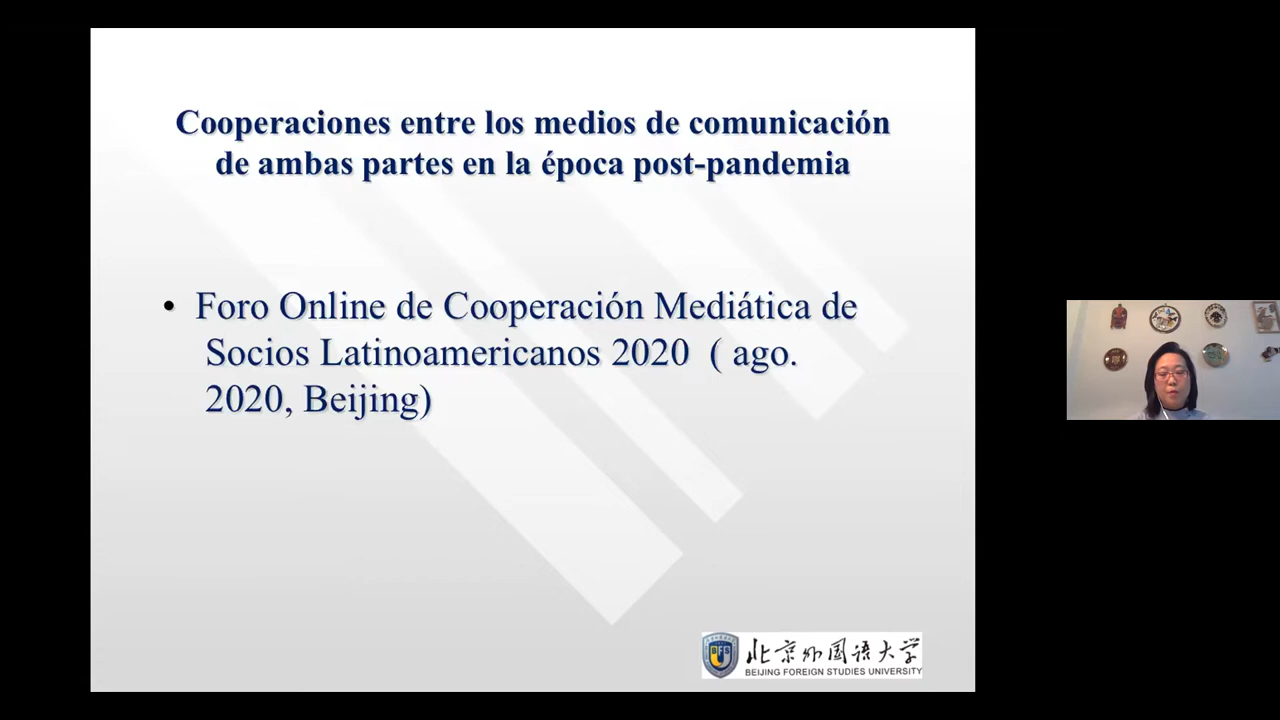 Cooperaciones entre los medios de comunicación
de ambas partes en la época post-pandemia
• Foro Online de Cooperación Mediática de
Socios Latinoamericanos 2020 ( ago.
2020, Beijing)
BFSU
北京外国语大学
BEIJING FOREIGN STUDIES UNIVERSITY